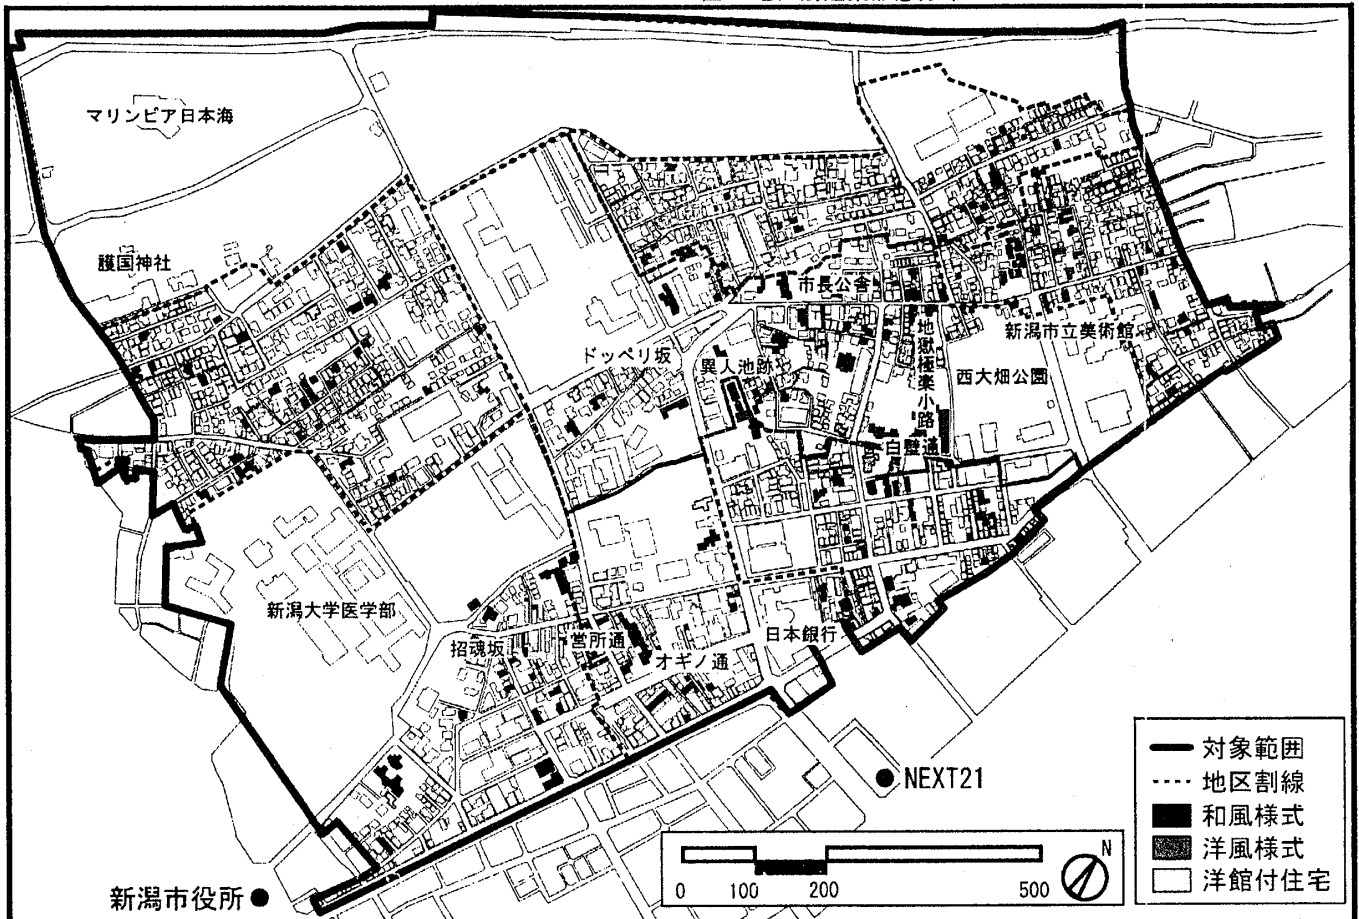 マリンピア日本海
護国神社
市長公舎
新潟市立美術館
ドッペリ坂
異人池跡
地獄極楽小路
西大畑公園
白壁通
新潟大学医学部
招魂坂
営所通
オギノ通
日本銀行
NEXT21
新潟市役所
対象範囲
地区割線
和風様式
洋風様式
洋館付住宅
0 100 200 500
N